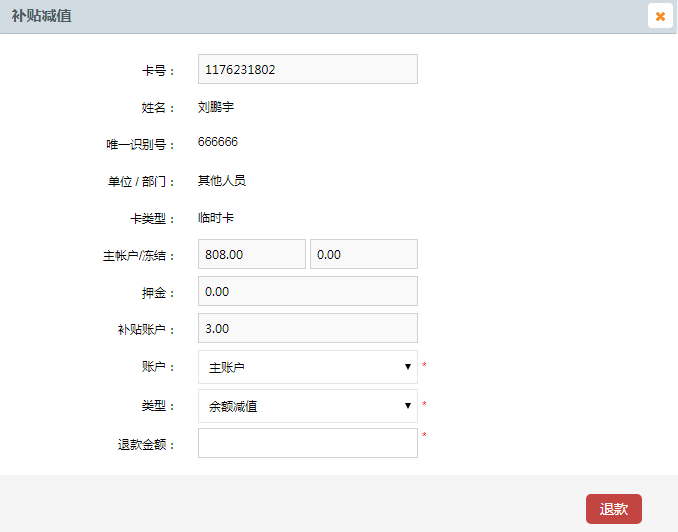 补贴减值
卡号： 1176231802
姓名： 刘鹏宇
唯一识别号： 666666
单位 / 部门： 其他人员
卡类型： 临时卡
主帐户/冻结： 808.00 0.00
押金： 0.00
补贴账户： 3.00
账户： 主账户 *
类型： 余额减值 *
退款金额： *
退款